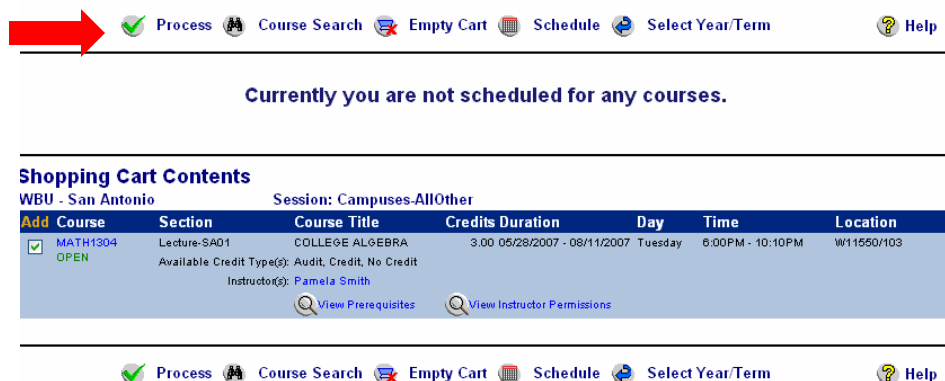 Process Course Search Empty Cart Schedule Select Year/Term Help
Currently you are not scheduled for any courses.
Shopping Cart Contents
WBU - San Antonio Session: Campuses-AllOther
Add Course Section Course Title Credits Duration Day Time Location
MATH1304 Lecture-SA01 COLLEGE ALGEBRA 3.00 05/28/2007 - 08/11/2007 Tuesday 6:00PM - 10:10PM W11550/103
OPEN Available Credit Type(s): Audit, Credit, No Credit
Instructor(s): Pamela Smith
View Prerequisites View Instructor Permissions
Process Course Search Empty Cart Schedule Select Year/Term Help